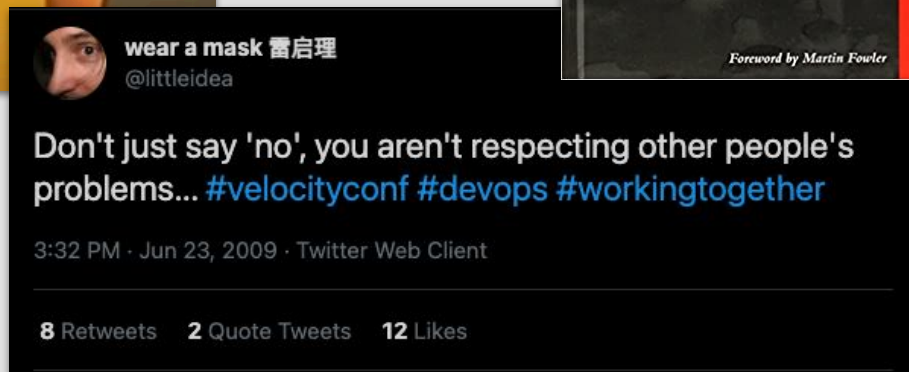 Foreword by Martin Fowler
wear a mask 雷启理
@littleidea
Don't just say 'no', you aren't respecting other people's
problems... #velocityconf #devops #workingtogether
3:32 PM · Jun 23, 2009 · Twitter Web Client
8 Retweets 2 Quote Tweets 12 Likes